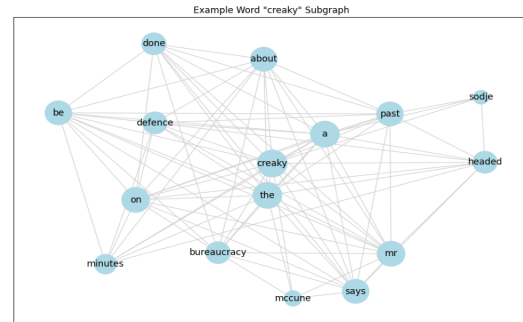 Example Word "creaky" Subgraph
done
about
sodje
be
past
defence
a
creaky
headed
the
on
bureaucracy
mr
minutes
says
mccune